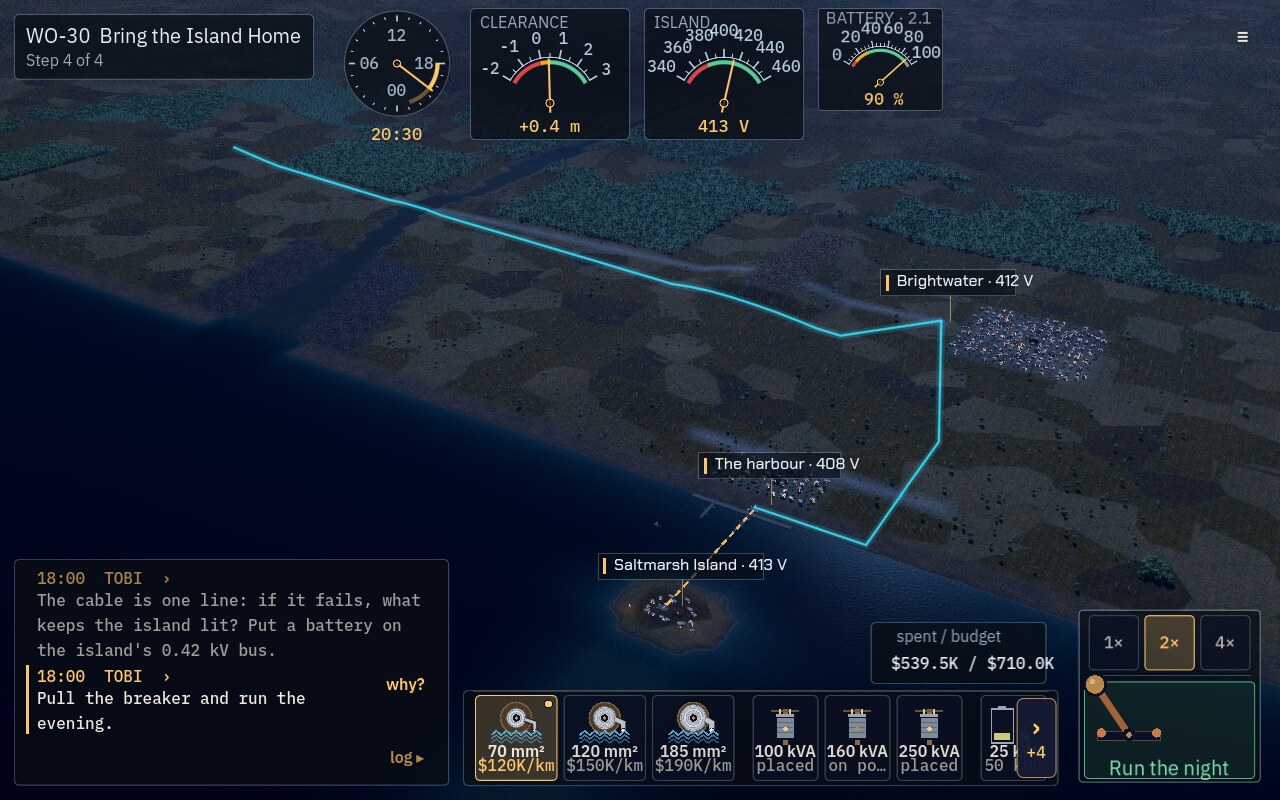 WO-30 Bring the Island Home
Step 4 of 4
12
06
18
00
20:30
CLEARANCE
-2 -1 0 1 2 3
+0.4 m
ISLAND
340 360 380 400 420 440 460
413 V
BATTERY · 2.1
0 20 40 60 80 100
90 %
☰
Brightwater · 412 V
The harbour · 408 V
Saltmarsh Island · 413 V
18:00 TOBI ›
The cable is one line: if it fails, what
keeps the island lit? Put a battery on
the island's 0.42 kV bus.
18:00 TOBI ›
why?
Pull the breaker and run the
evening.
log ▸
spent / budget
$539.5K / $710.0K
70 mm²
$120K/km
120 mm²
$150K/km
185 mm²
$190K/km
100 kVA
placed
160 kVA
on po…
250 kVA
placed
25
50
›
+4
1×
2×
4×
Run the night